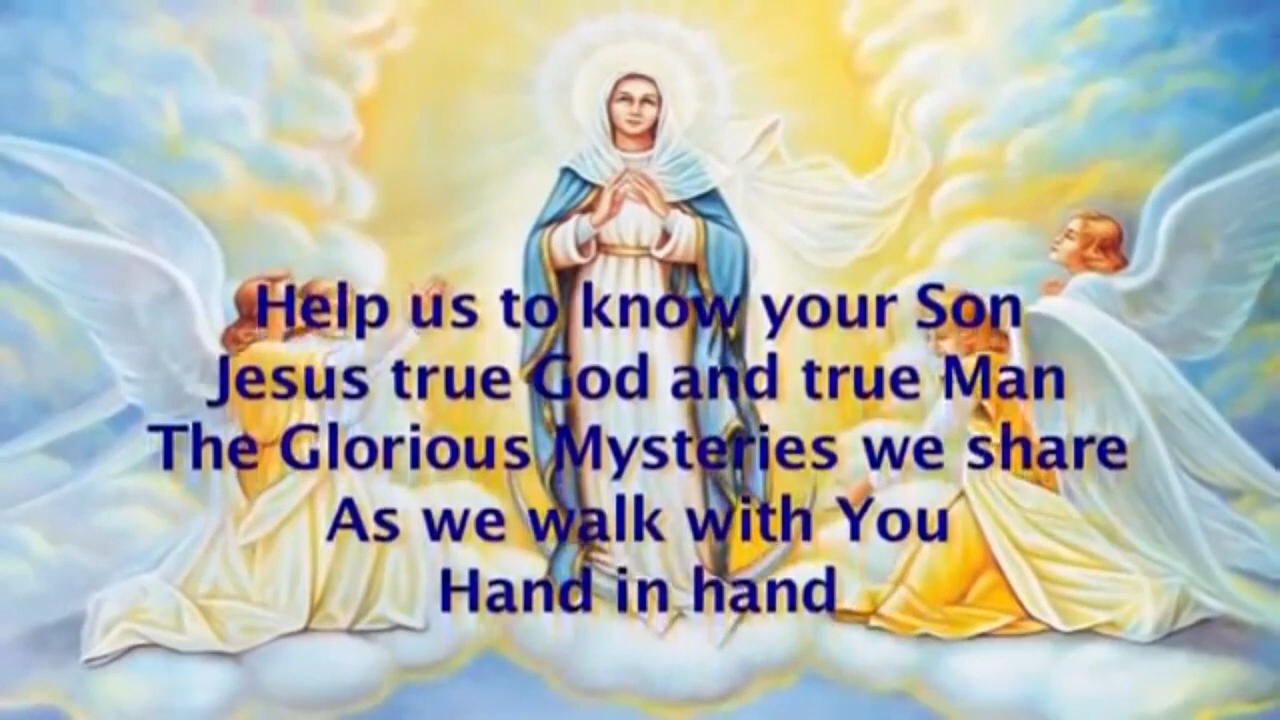 Help us to know your Son
Jesus true God and true Man
The Glorious Mysteries we share
As we walk with You
Hand in hand